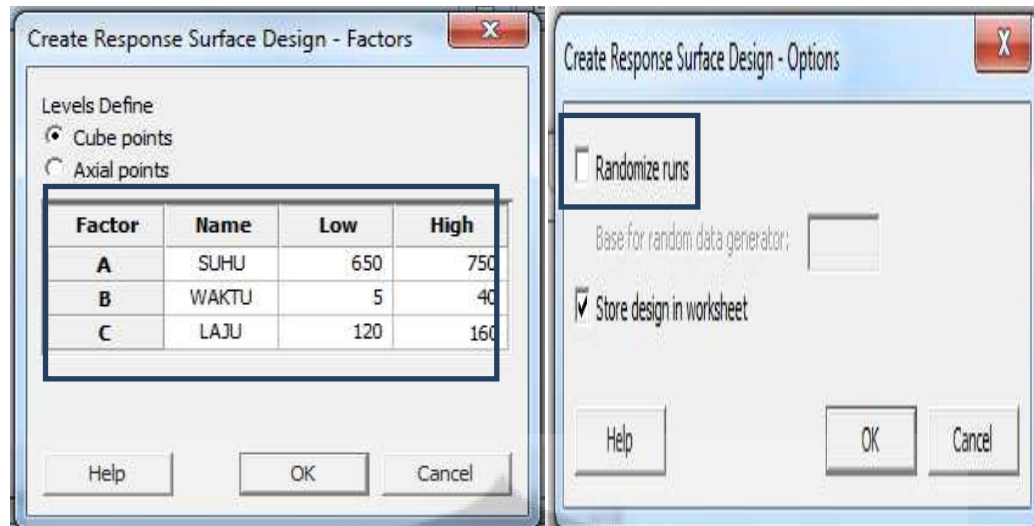 Create Response Surface Design - Factors
Levels Define
Cube points
Axial points
Factor Name Low High
A SUHU 650 750
B WAKTU 5 40
C LAJU 120 160
Help OK Cancel
Create Response Surface Design - Options
Randomize runs
Base for random data generator:
Store design in worksheet
Help OK Cancel